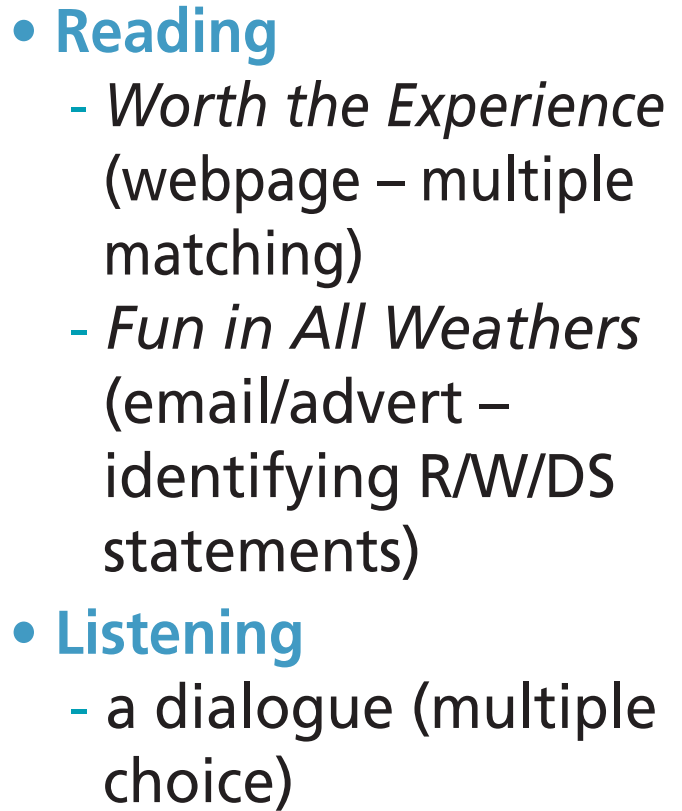 • Reading
- Worth the Experience
(webpage – multiple
matching)
- Fun in All Weathers
(email/advert –
identifying R/W/DS
statements)
• Listening
- a dialogue (multiple
choice)